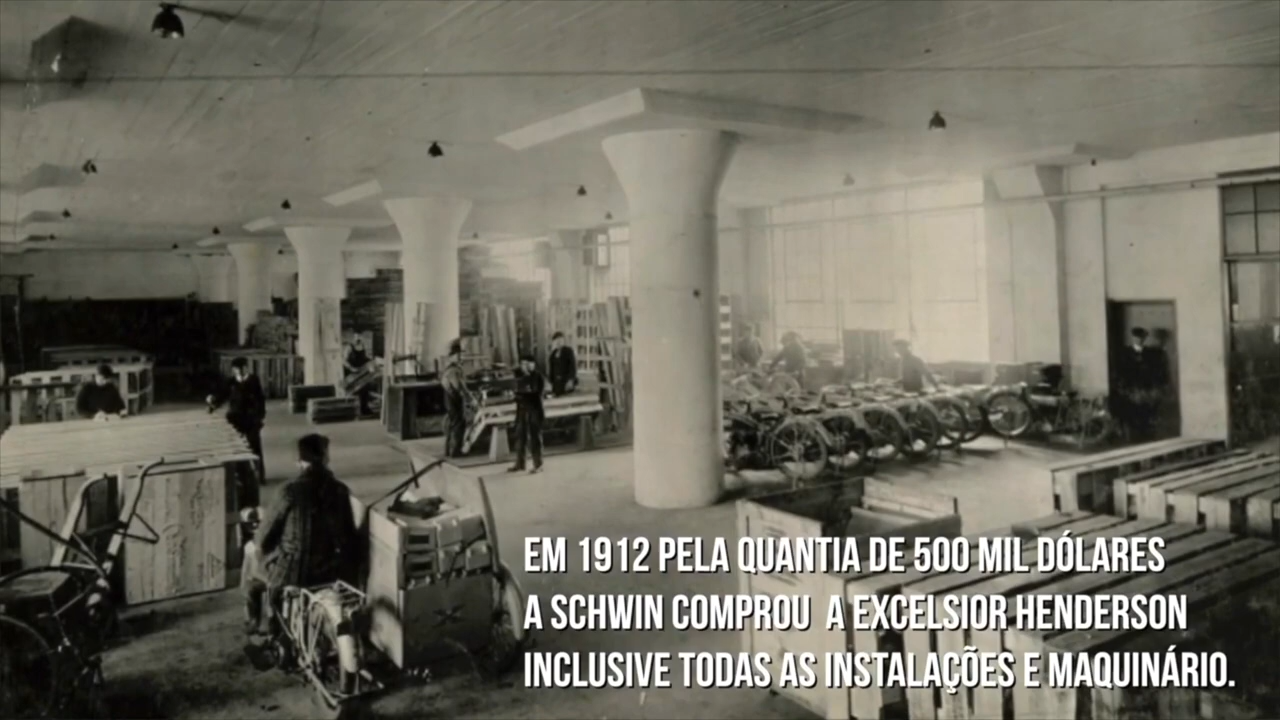 EM 1912 PELA QUANTIA DE 500 MIL DÓLARES
A SCHWIN COMPROU  A EXCELSIOR HENDERSON
INCLUSIVE TODAS AS INSTALAÇÕES E MAQUINÁRIO.